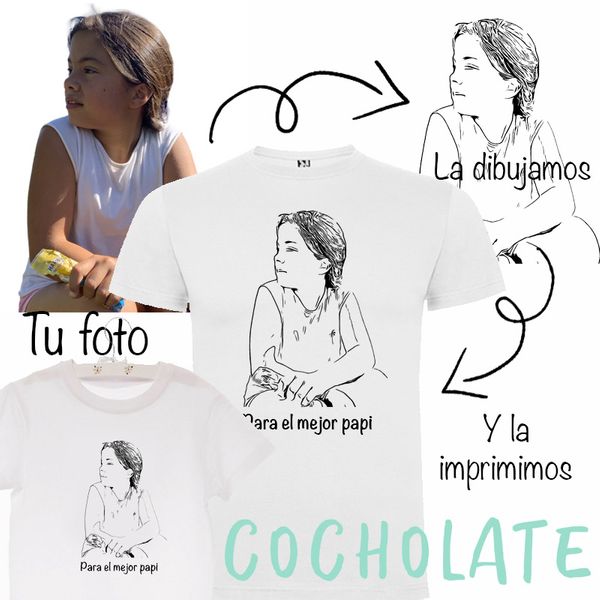 La dibujamos
Tu foto
Para el mejor papi
Y la
imprimimos
Para el mejor papi
COCHOLATE